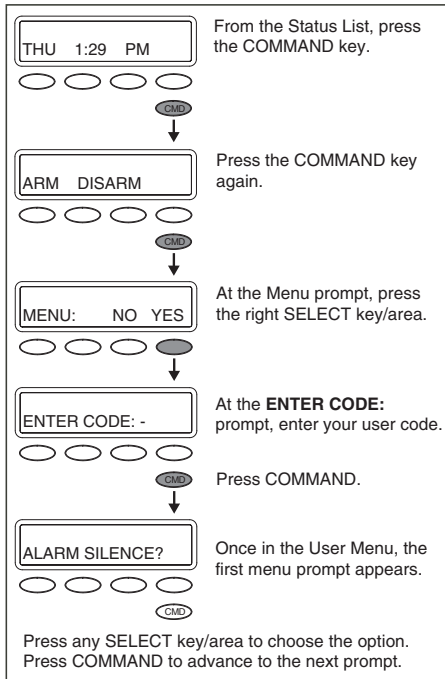 THU 1:29 PM
From the Status List, press
the COMMAND key.
CMD
ARM DISARM
Press the COMMAND key
again.
CMD
MENU: NO YES
At the Menu prompt, press
the right SELECT key/area.
ENTER CODE: -
At the ENTER CODE:
prompt, enter your user code.
CMD
Press COMMAND.
ALARM SILENCE?
Once in the User Menu, the
first menu prompt appears.
CMD
Press any SELECT key/area to choose the option.
Press COMMAND to advance to the next prompt.